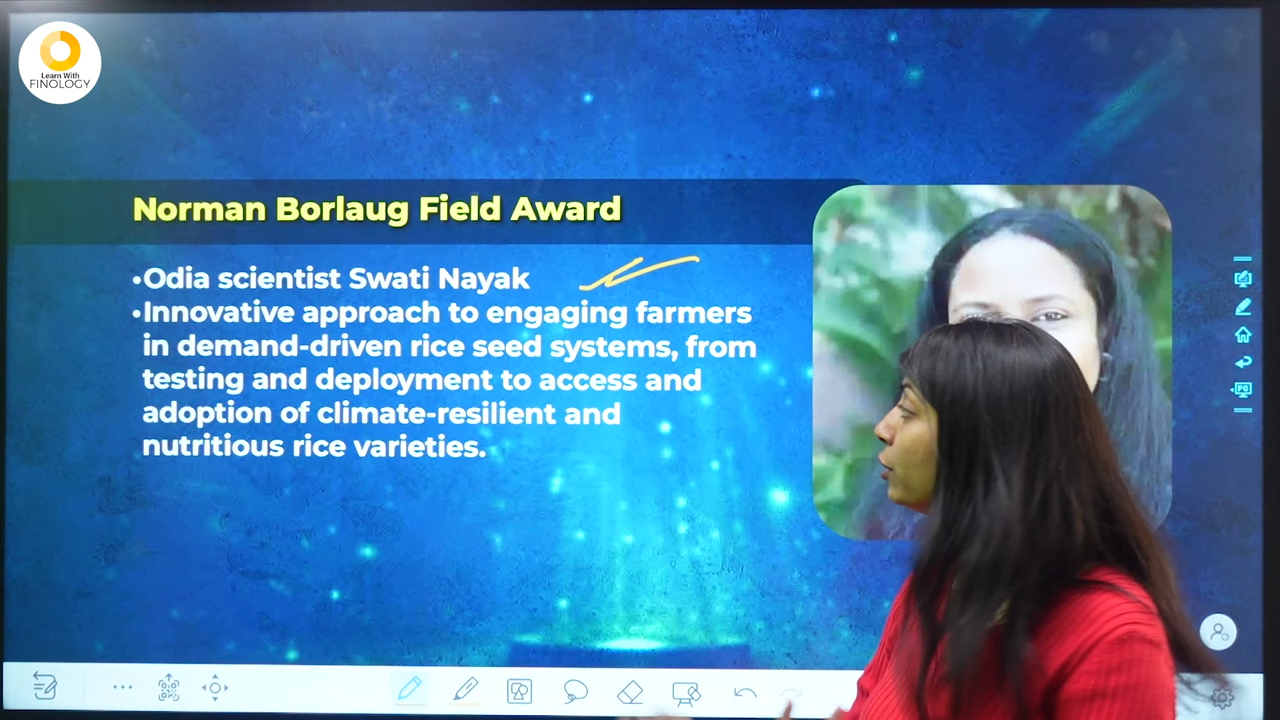 Learn With
FINOLOGY
Norman Borlaug Field Award
•Odia scientist Swati Nayak
•Innovative approach to engaging farmers
in demand-driven rice seed systems, from
testing and deployment to access and
adoption of climate-resilient and
nutritious rice varieties.
PC